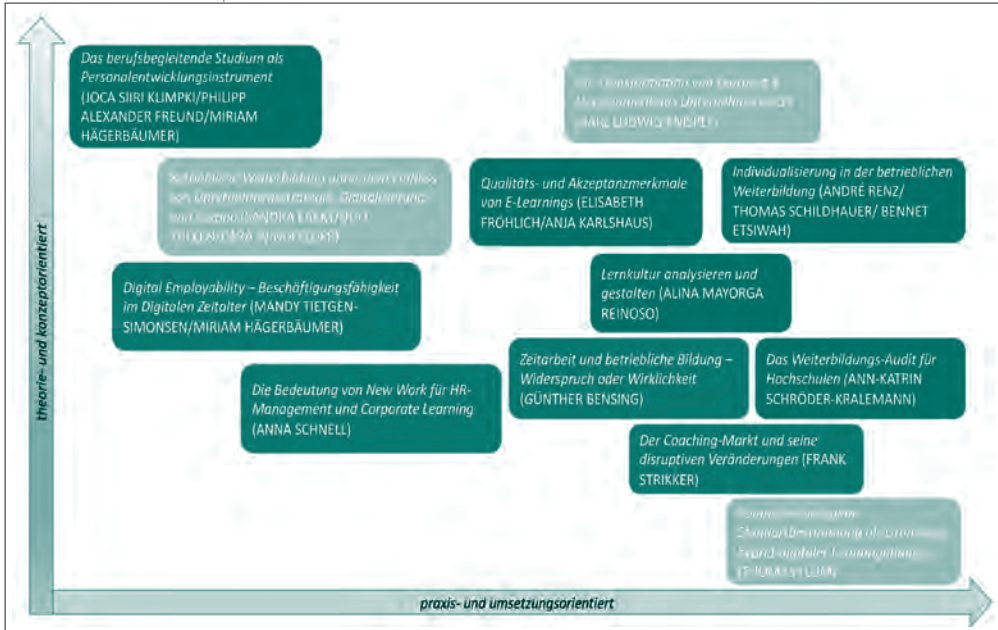 theorie- und konzeptorientiert
Das berufsbegleitende Studium als
Personalentwicklungsinstrument
(JOCA SIIRI KLIMPKI/PHILIPP
ALEXANDER FREUND/MIRIAM
HÄGERBÄUMER)
Qualitäts- und Akzeptanzmerkmale
von E-Learnings (ELISABETH
FRÖHLICH/ANJA KARLSHAUS)
Individualisierung in der betrieblichen
Weiterbildung (ANDRÉ RENZ/
THOMAS SCHILDHAUER/ BENNET
ETSIWAH)
Digital Employability – Beschäftigungsfähigkeit
im Digitalen Zeitalter (MANDY TIETGEN-
SIMONSEN/MIRIAM HÄGERBÄUMER)
Lernkultur analysieren und
gestalten (ALINA MAYORGA
REINOSO)
Die Bedeutung von New Work für HR-
Management und Corporate Learning
(ANNA SCHNELL)
Zeitarbeit und betriebliche Bildung –
Widerspruch oder Wirklichkeit
(GÜNTHER BENSING)
Das Weiterbildungs-Audit für
Hochschulen (ANN-KATRIN
SCHRÖDER-KRALEMANN)
Der Coaching-Markt und seine
disruptiven Veränderungen (FRANK
STRIKKER)
praxis- und umsetzungsorientiert